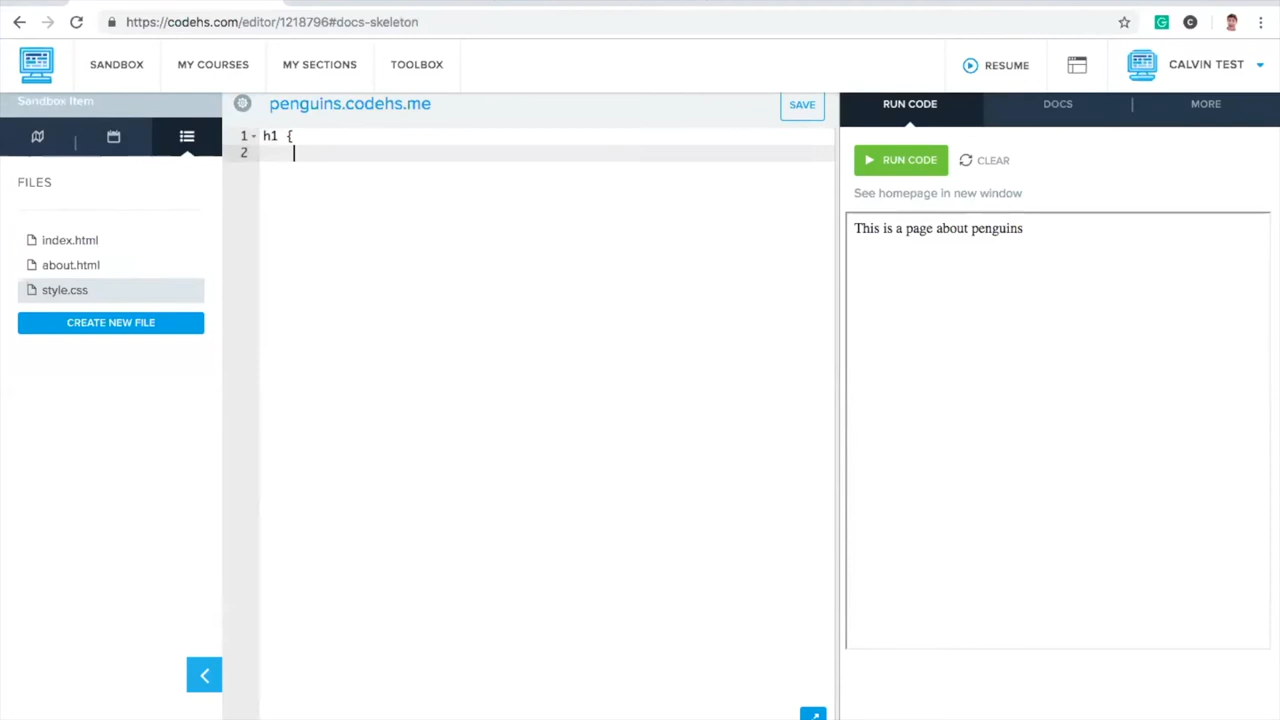 https://codehs.com/editor/1218796#docs-skeleton
SANDBOX MY COURSES MY SECTIONS TOOLBOX RESUME CALVIN TEST
Sandbox Item
penguins.codehs.me SAVE
RUN CODE DOCS | MORE
1 h1 {
2
RUN CODE CLEAR
FILES
See homepage in new window
This is a page about penguins
index.html
about.html
style.css
CREATE NEW FILE